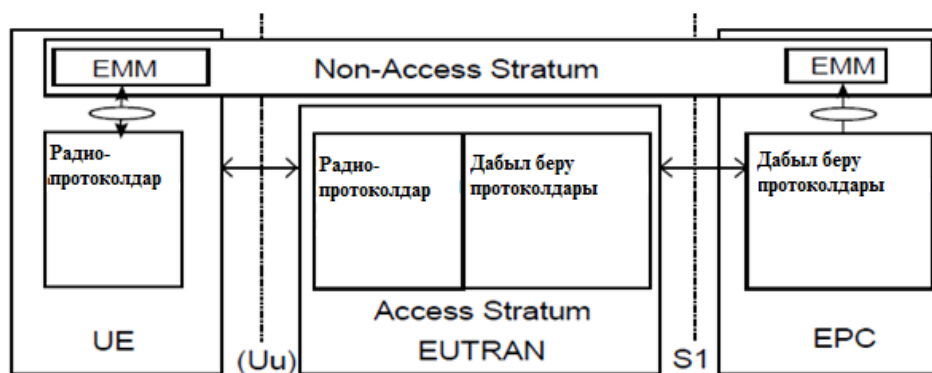 EMM
Non-Access Stratum
EMM
Радио-
протоколдар
Радио-
протоколдар
Дабыл беру
протоколдары
Дабыл беру
протоколдары
Access Stratum
UE
(Uu)
EUTRAN
S1
EPC